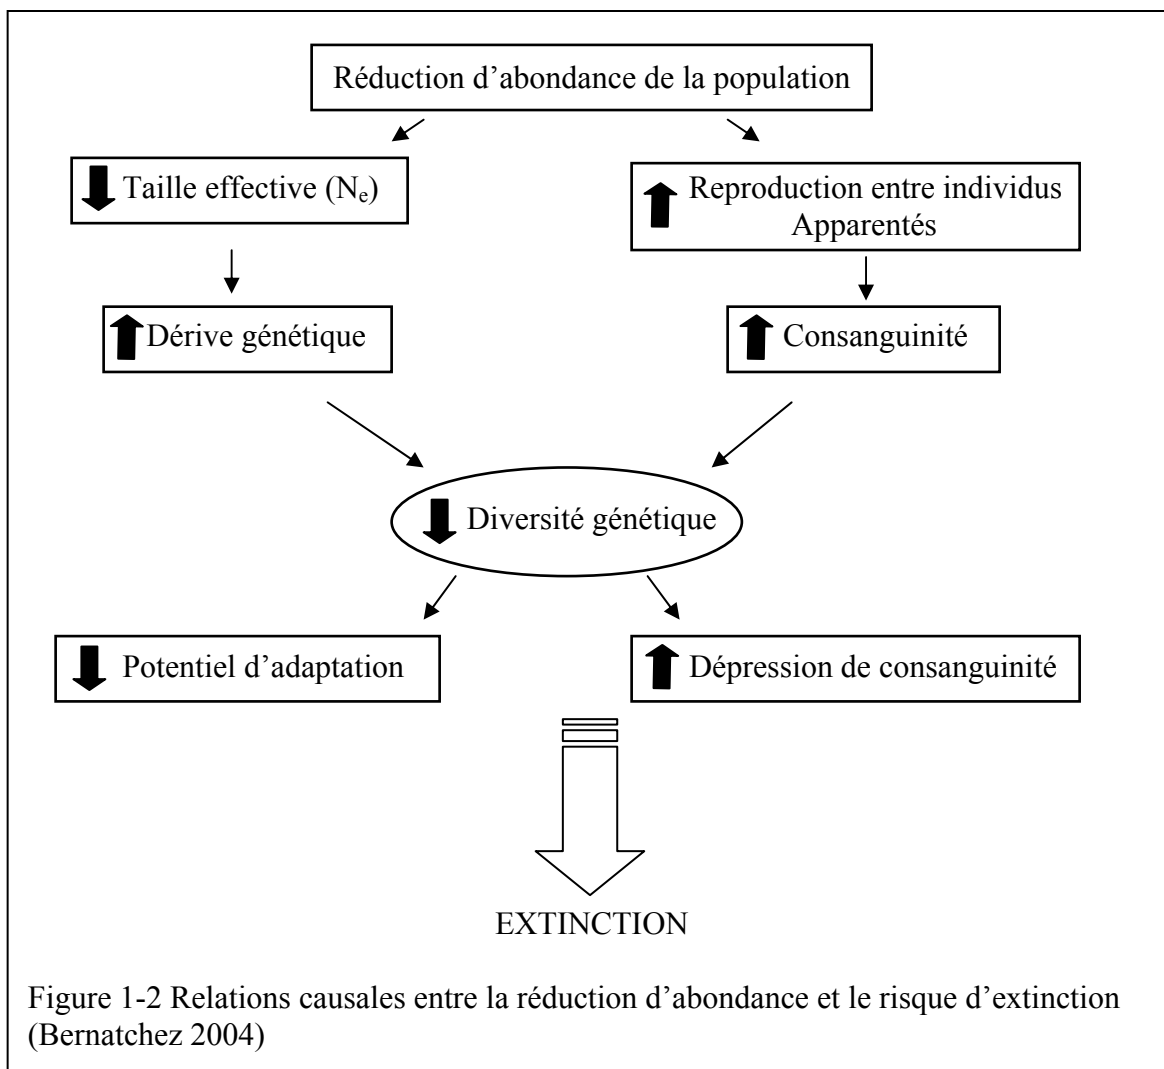 Réduction d’abondance de la population
Taille effective (Ne)
Reproduction entre individus
Apparentés
Dérive génétique
Consanguinité
Diversité génétique
Potentiel d’adaptation
Dépression de consanguinité
EXTINCTION
Figure 1-2 Relations causales entre la réduction d’abondance et le risque d’extinction
(Bernatchez 2004)